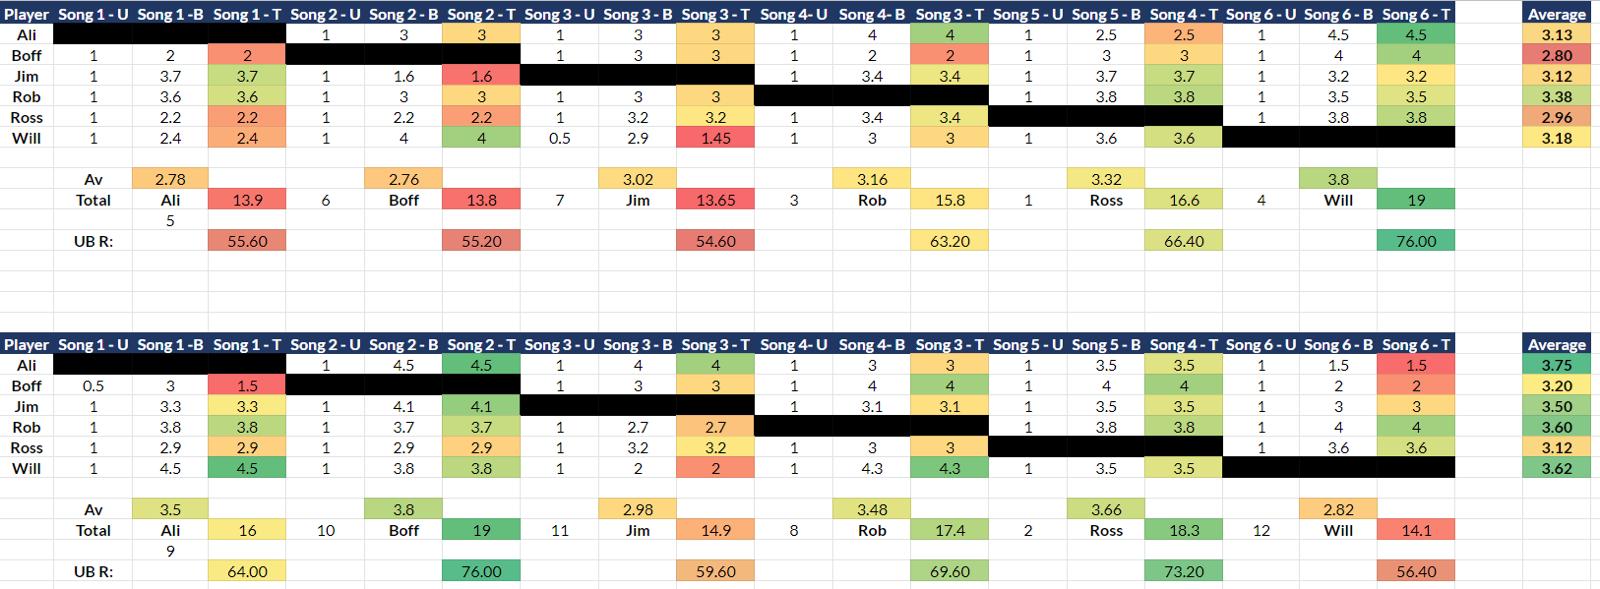 Player Song 1 - U Song 1 -B Song 1 - T Song 2 - U Song 2 - B Song 2 - T Song 3 - U Song 3 - B Song 3 - T Song 4- U Song 4- B Song 3 - T Song 5 - U Song 5 - B Song 4 - T Song 6 - U Song 6- B Song 6 - T Average
Ali 1 3 3 1 3 3 1 4 4 1 2.5 2.5 1 4.5 4.5 3.13
Boff 1 2 2 1 3 3 1 2 2 1 3 3 1 4 4 2.80
Jim 1 3.7 3.7 1 1.6 1.6 1 3.4 3.4 1 3.7 3.7 1 3.2 3.2 3.12
Rob 1 3.6 3.6 1 3 3 1 3 3 1 3.8 3.8 1 3.5 3.5 3.38
Ross 1 2.2 2.2 1 2.2 2.2 1 3.2 3.2 1 3.4 3.4 1 3.8 3.8 2.96
Will 1 2.4 2.4 1 4 4 0.5 2.9 1.45 1 3 3 1 3.6 3.6 3.18
Av 2.78 2.76 3.02 3.16 3.32 3.8
Total Ali 13.9 6 Boff 13.8 7 Jim 13.65 3 Rob 15.8 1 Ross 16.6 4 Will 19
5
UB R: 55.60 55.20 54.60 63.20 66.40 76.00
Player Song 1 - U Song 1 -B Song 1 - T Song 2 - U Song 2 - B Song 2 - T Song 3 - U Song 3 - B Song 3 - T Song 4- U Song 4- B Song 3 - T Song 5 - U Song 5 - B Song 4 - T Song 6 - U Song 6- B Song 6 - T Average
Ali 1 4.5 4.5 1 4 4 1 3 3 1 3.5 3.5 1 1.5 1.5 3.75
Boff 0.5 3 1.5 1 3 3 1 4 4 1 4 4 1 2 2 3.20
Jim 1 3.3 3.3 1 4.1 4.1 1 3.1 3.1 1 3.5 3.5 1 3 3 3.50
Rob 1 3.8 3.8 1 3.7 3.7 1 2.7 2.7 1 3.8 3.8 1 4 4 3.60
Ross 1 2.9 2.9 1 2.9 2.9 1 3.2 3.2 1 3 3 1 3.6 3.6 3.12
Will 1 4.5 4.5 1 3.8 3.8 1 2 2 1 4.3 4.3 1 3.5 3.5 3.62
Av 3.5 3.8 2.98 3.48 3.66 2.82
Total Ali 16 10 Boff 19 11 Jim 14.9 8 Rob 17.4 2 Ross 18.3 12 Will 14.1
9
UB R: 64.00 76.00 59.60 69.60 73.20 56.40